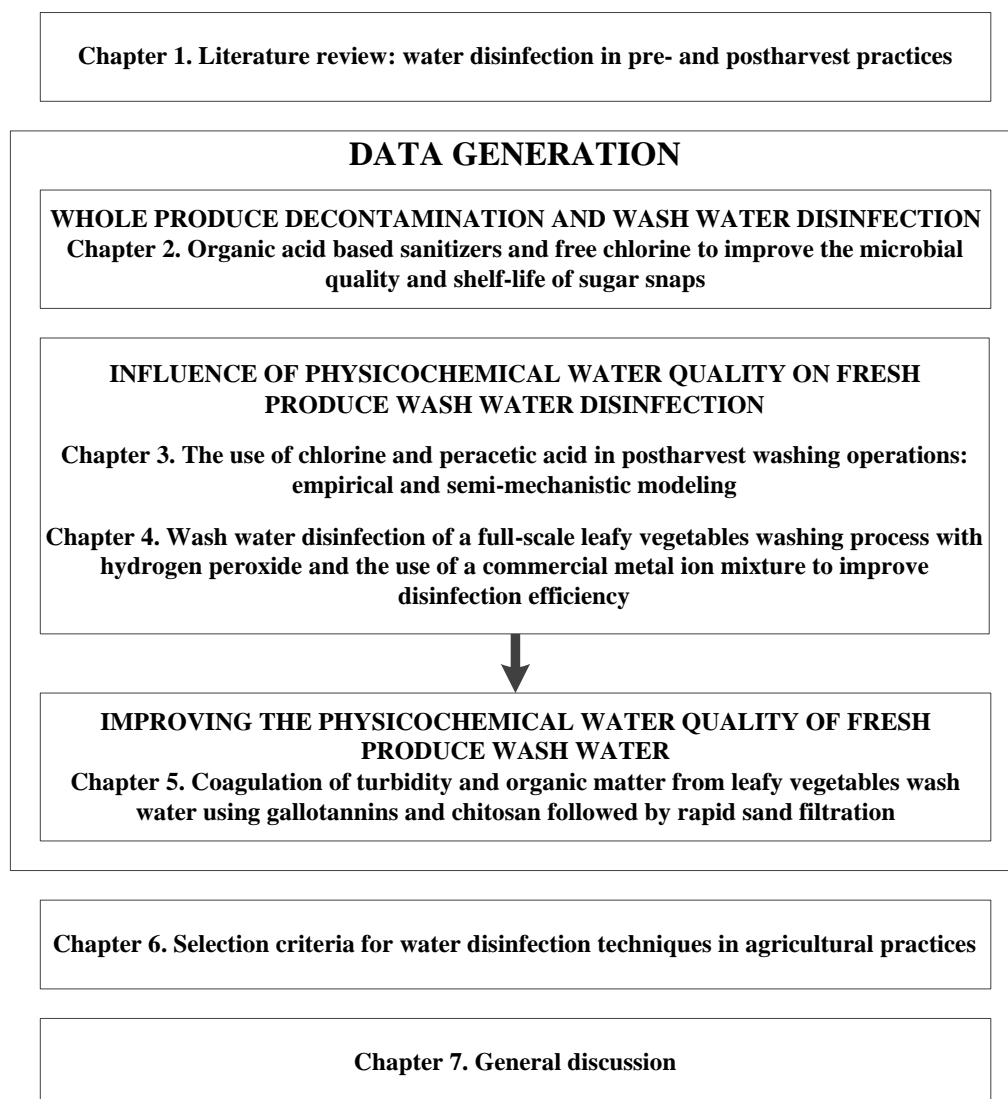 Chapter 1. Literature review: water disinfection in pre- and postharvest practices
DATA GENERATION
WHOLE PRODUCE DECONTAMINATION AND WASH WATER DISINFECTION
Chapter 2. Organic acid based sanitizers and free chlorine to improve the microbial
quality and shelf-life of sugar snaps
INFLUENCE OF PHYSICOCHEMICAL WATER QUALITY ON FRESH
PRODUCE WASH WATER DISINFECTION
Chapter 3. The use of chlorine and peracetic acid in postharvest washing operations:
empirical and semi-mechanistic modeling
Chapter 4. Wash water disinfection of a full-scale leafy vegetables washing process with
hydrogen peroxide and the use of a commercial metal ion mixture to improve
disinfection efficiency
IMPROVING THE PHYSICOCHEMICAL WATER QUALITY OF FRESH
PRODUCE WASH WATER
Chapter 5. Coagulation of turbidity and organic matter from leafy vegetables wash
water using gallotannins and chitosan followed by rapid sand filtration
Chapter 6. Selection criteria for water disinfection techniques in agricultural practices
Chapter 7. General discussion